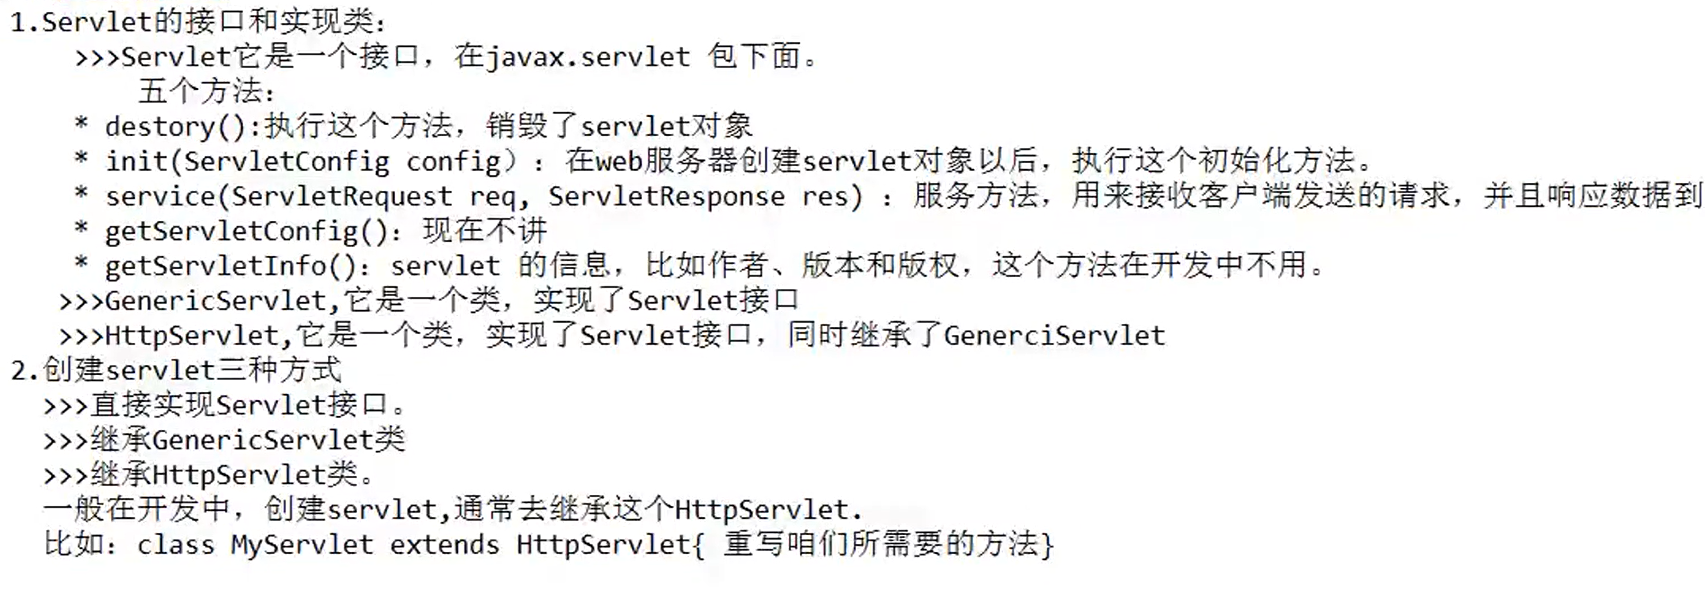 1.Servlet的接口和实现类：
>>>Servlet它是一个接口，在javax.servlet 包下面。
五个方法：
* destory():执行这个方法，销毁了servlet对象
* init(ServletConfig config）：在web服务器创建servlet对象以后，执行这个初始化方法。
* service(ServletRequest req, ServletResponse res) ：服务方法，用来接收客户端发送的请求，并且响应数据到
* getServletConfig()：现在不讲
* getServletInfo()：servlet 的信息，比如作者、版本和版权，这个方法在开发中不用。
>>>GenericServlet,它是一个类，实现了Servlet接口
>>>HttpServlet,它是一个类，实现了Servlet接口，同时继承了GenerciServlet
2.创建servlet三种方式
>>>直接实现Servlet接口。
>>>继承GenericServlet类
>>>继承HttpServlet类。
一般在开发中，创建servlet,通常去继承这个HttpServlet.
比如：class MyServlet extends HttpServlet{ 重写咱们所需要的方法}